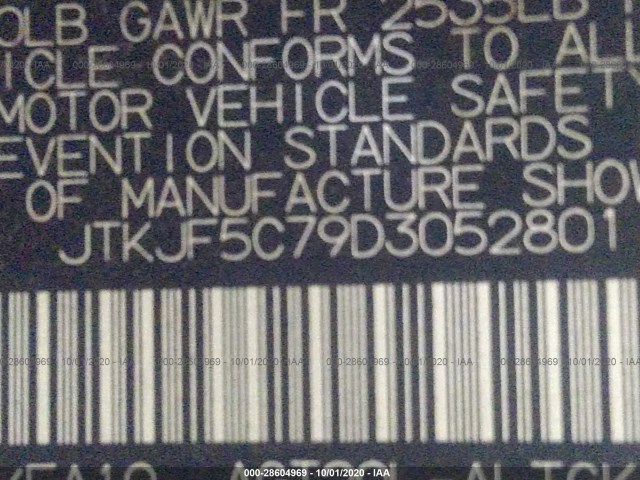 OLB GAWR FR 2535LB
ICLE CONFORMS TO ALL
MOTOR VEHICLE SAFETY
EVENTION STANDARDS
OF MANUFACTURE SHOW
JTKJF5C79D3052801
000-28604969 - 10/01/2020 - IAA